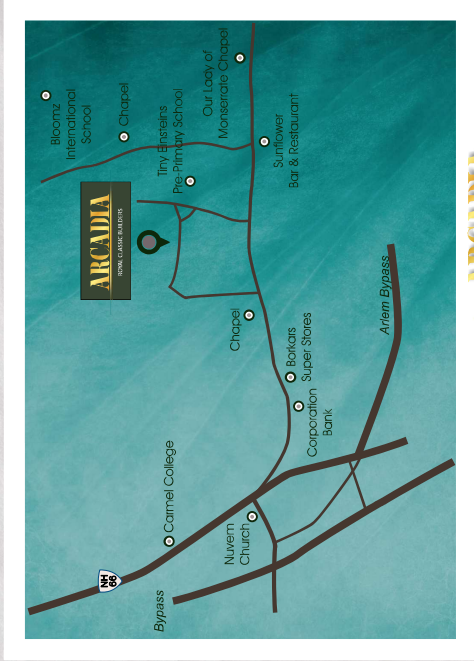 Bloomz
International
School
Chapel
Tiny Einsteins
Pre-Primary School
Our Lady of
Monserrate Chapel
Sunflower
Bar & Restaurant
ARCADIA
ROYAL CLASSIC BUILDERS
Chapel
Borkars
Super Stores
Corporation
Bank
Arlem Bypass
Carmel College
Nuvem
Church
NH
66
Bypass